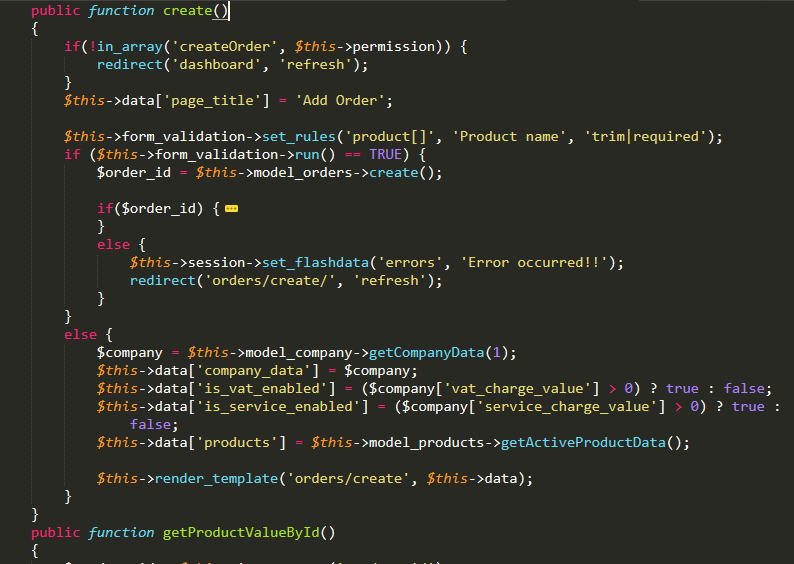 public function create()
{
if(!in_array('createOrder', $this->permission)) {
redirect('dashboard', 'refresh');
}
$this->data['page_title'] = 'Add Order';
$this->form_validation->set_rules('product[]', 'Product name', 'trim|required');
if ($this->form_validation->run() == TRUE) {
$order_id = $this->model_orders->create();
if($order_id) {
}
else {
$this->session->set_flashdata('errors', 'Error occurred!!');
redirect('orders/create/', 'refresh');
}
}
else {
$company = $this->model_company->getCompanyData(1);
$this->data['company_data'] = $company;
$this->data['is_vat_enabled'] = ($company['vat_charge_value'] > 0) ? true : false;
$this->data['is_service_enabled'] = ($company['service_charge_value'] > 0) ? true :
false;
$this->data['products'] = $this->model_products->getActiveProductData();
$this->render_template('orders/create', $this->data);
}
}
public function getProductValueById()
{